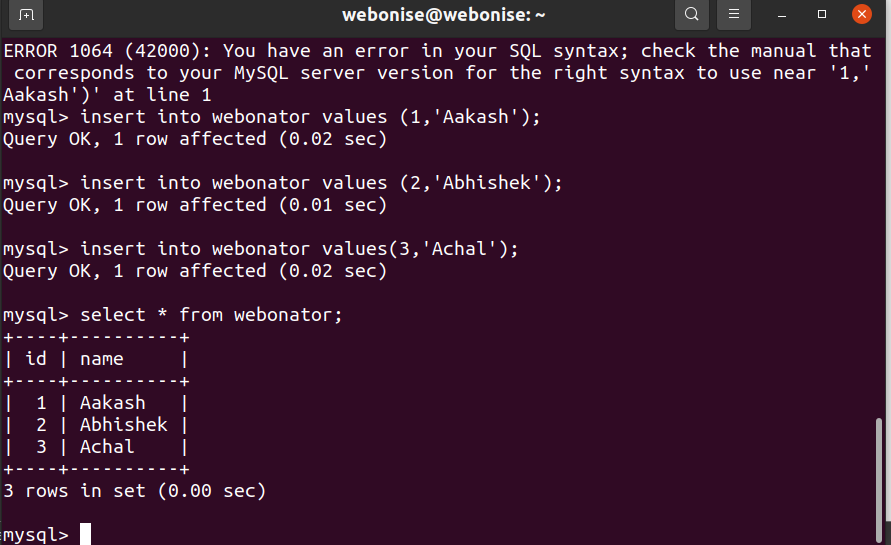 webonise@webonise: ~
ERROR 1064 (42000): You have an error in your SQL syntax; check the manual that
 corresponds to your MySQL server version for the right syntax to use near '1,'
Aakash')' at line 1
mysql> insert into webonator values (1,'Aakash');
Query OK, 1 row affected (0.02 sec)

mysql> insert into webonator values (2,'Abhishek');
Query OK, 1 row affected (0.01 sec)

mysql> insert into webonator values(3,'Achal');
Query OK, 1 row affected (0.02 sec)

mysql> select * from webonator;
+----+----------+
| id | name     |
+----+----------+
|  1 | Aakash   |
|  2 | Abhishek |
|  3 | Achal    |
+----+----------+
3 rows in set (0.00 sec)

mysql>